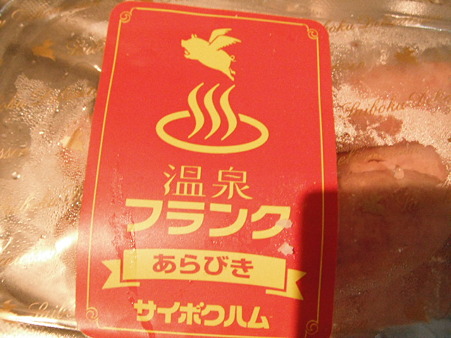 温泉
フランク
あらびき
サイボクハム